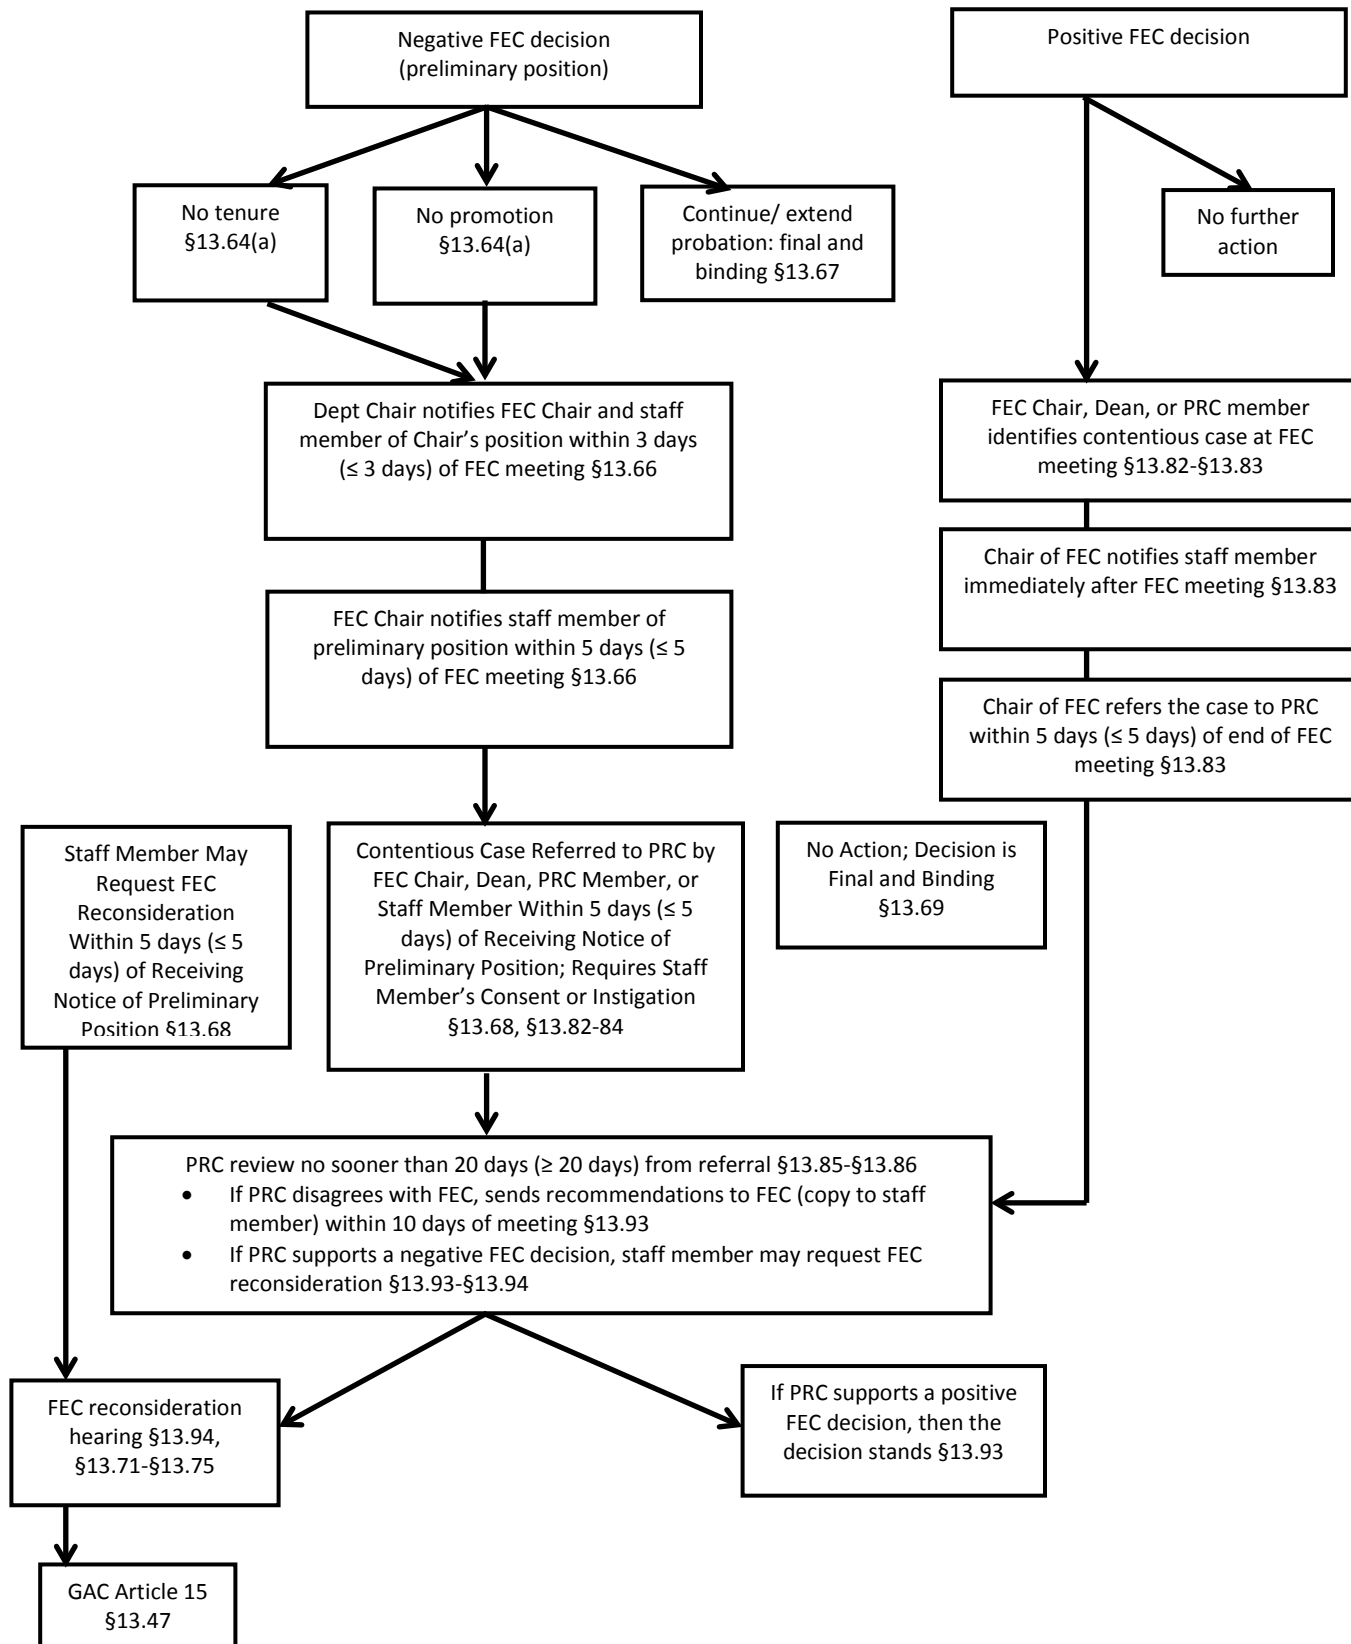 Negative FEC decision
(preliminary position)
Positive FEC decision
No tenure
§13.64(a)
No promotion
§13.64(a)
Continue/ extend
probation: final and
binding §13.67
No further
action
Dept Chair notifies FEC Chair and staff
member of Chair’s position within 3 days
(≤ 3 days) of FEC meeting §13.66
FEC Chair, Dean, or PRC member
identifies contentious case at FEC
meeting §13.82-§13.83
Chair of FEC notifies staff member
immediately after FEC meeting §13.83
FEC Chair notifies staff member of
preliminary position within 5 days (≤ 5
days) of FEC meeting §13.66
Chair of FEC refers the case to PRC
within 5 days (≤ 5 days) of end of FEC
meeting §13.83
Staff Member May
Request FEC
Reconsideration
Within 5 days (≤ 5
days) of Receiving
Notice of Preliminary
Position §13.68
Contentious Case Referred to PRC by
FEC Chair, Dean, PRC Member, or
Staff Member Within 5 days (≤ 5
days) of Receiving Notice of
Preliminary Position; Requires Staff
Member’s Consent or Instigation
§13.68, §13.82-84
No Action; Decision is
Final and Binding
§13.69
PRC review no sooner than 20 days (≥ 20 days) from referral §13.85-§13.86
• If PRC disagrees with FEC, sends recommendations to FEC (copy to staff
member) within 10 days of meeting §13.93
• If PRC supports a negative FEC decision, staff member may request FEC
reconsideration §13.93-§13.94
FEC reconsideration
hearing §13.94,
§13.71-§13.75
If PRC supports a positive
FEC decision, then the
decision stands §13.93
GAC Article 15
§13.47